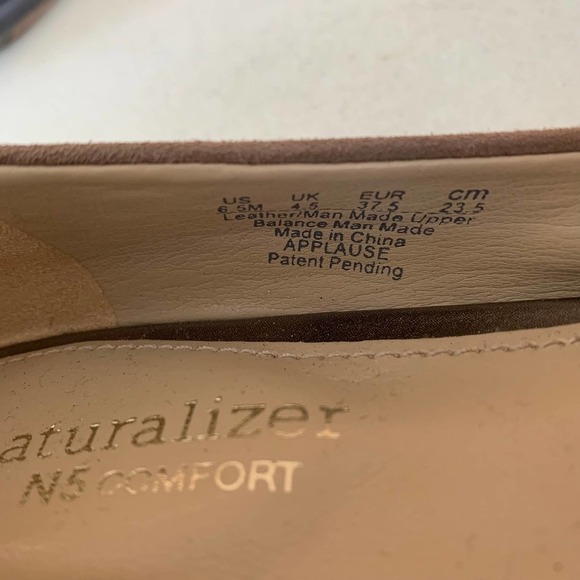 US UK EUR cm
6.5M 4.5 37.5 23.5
Leather/Man Made Upper
Balance Man Made
Made in China
APPLAUSE
Patent Pending
aturalizer
N5 COMFORT